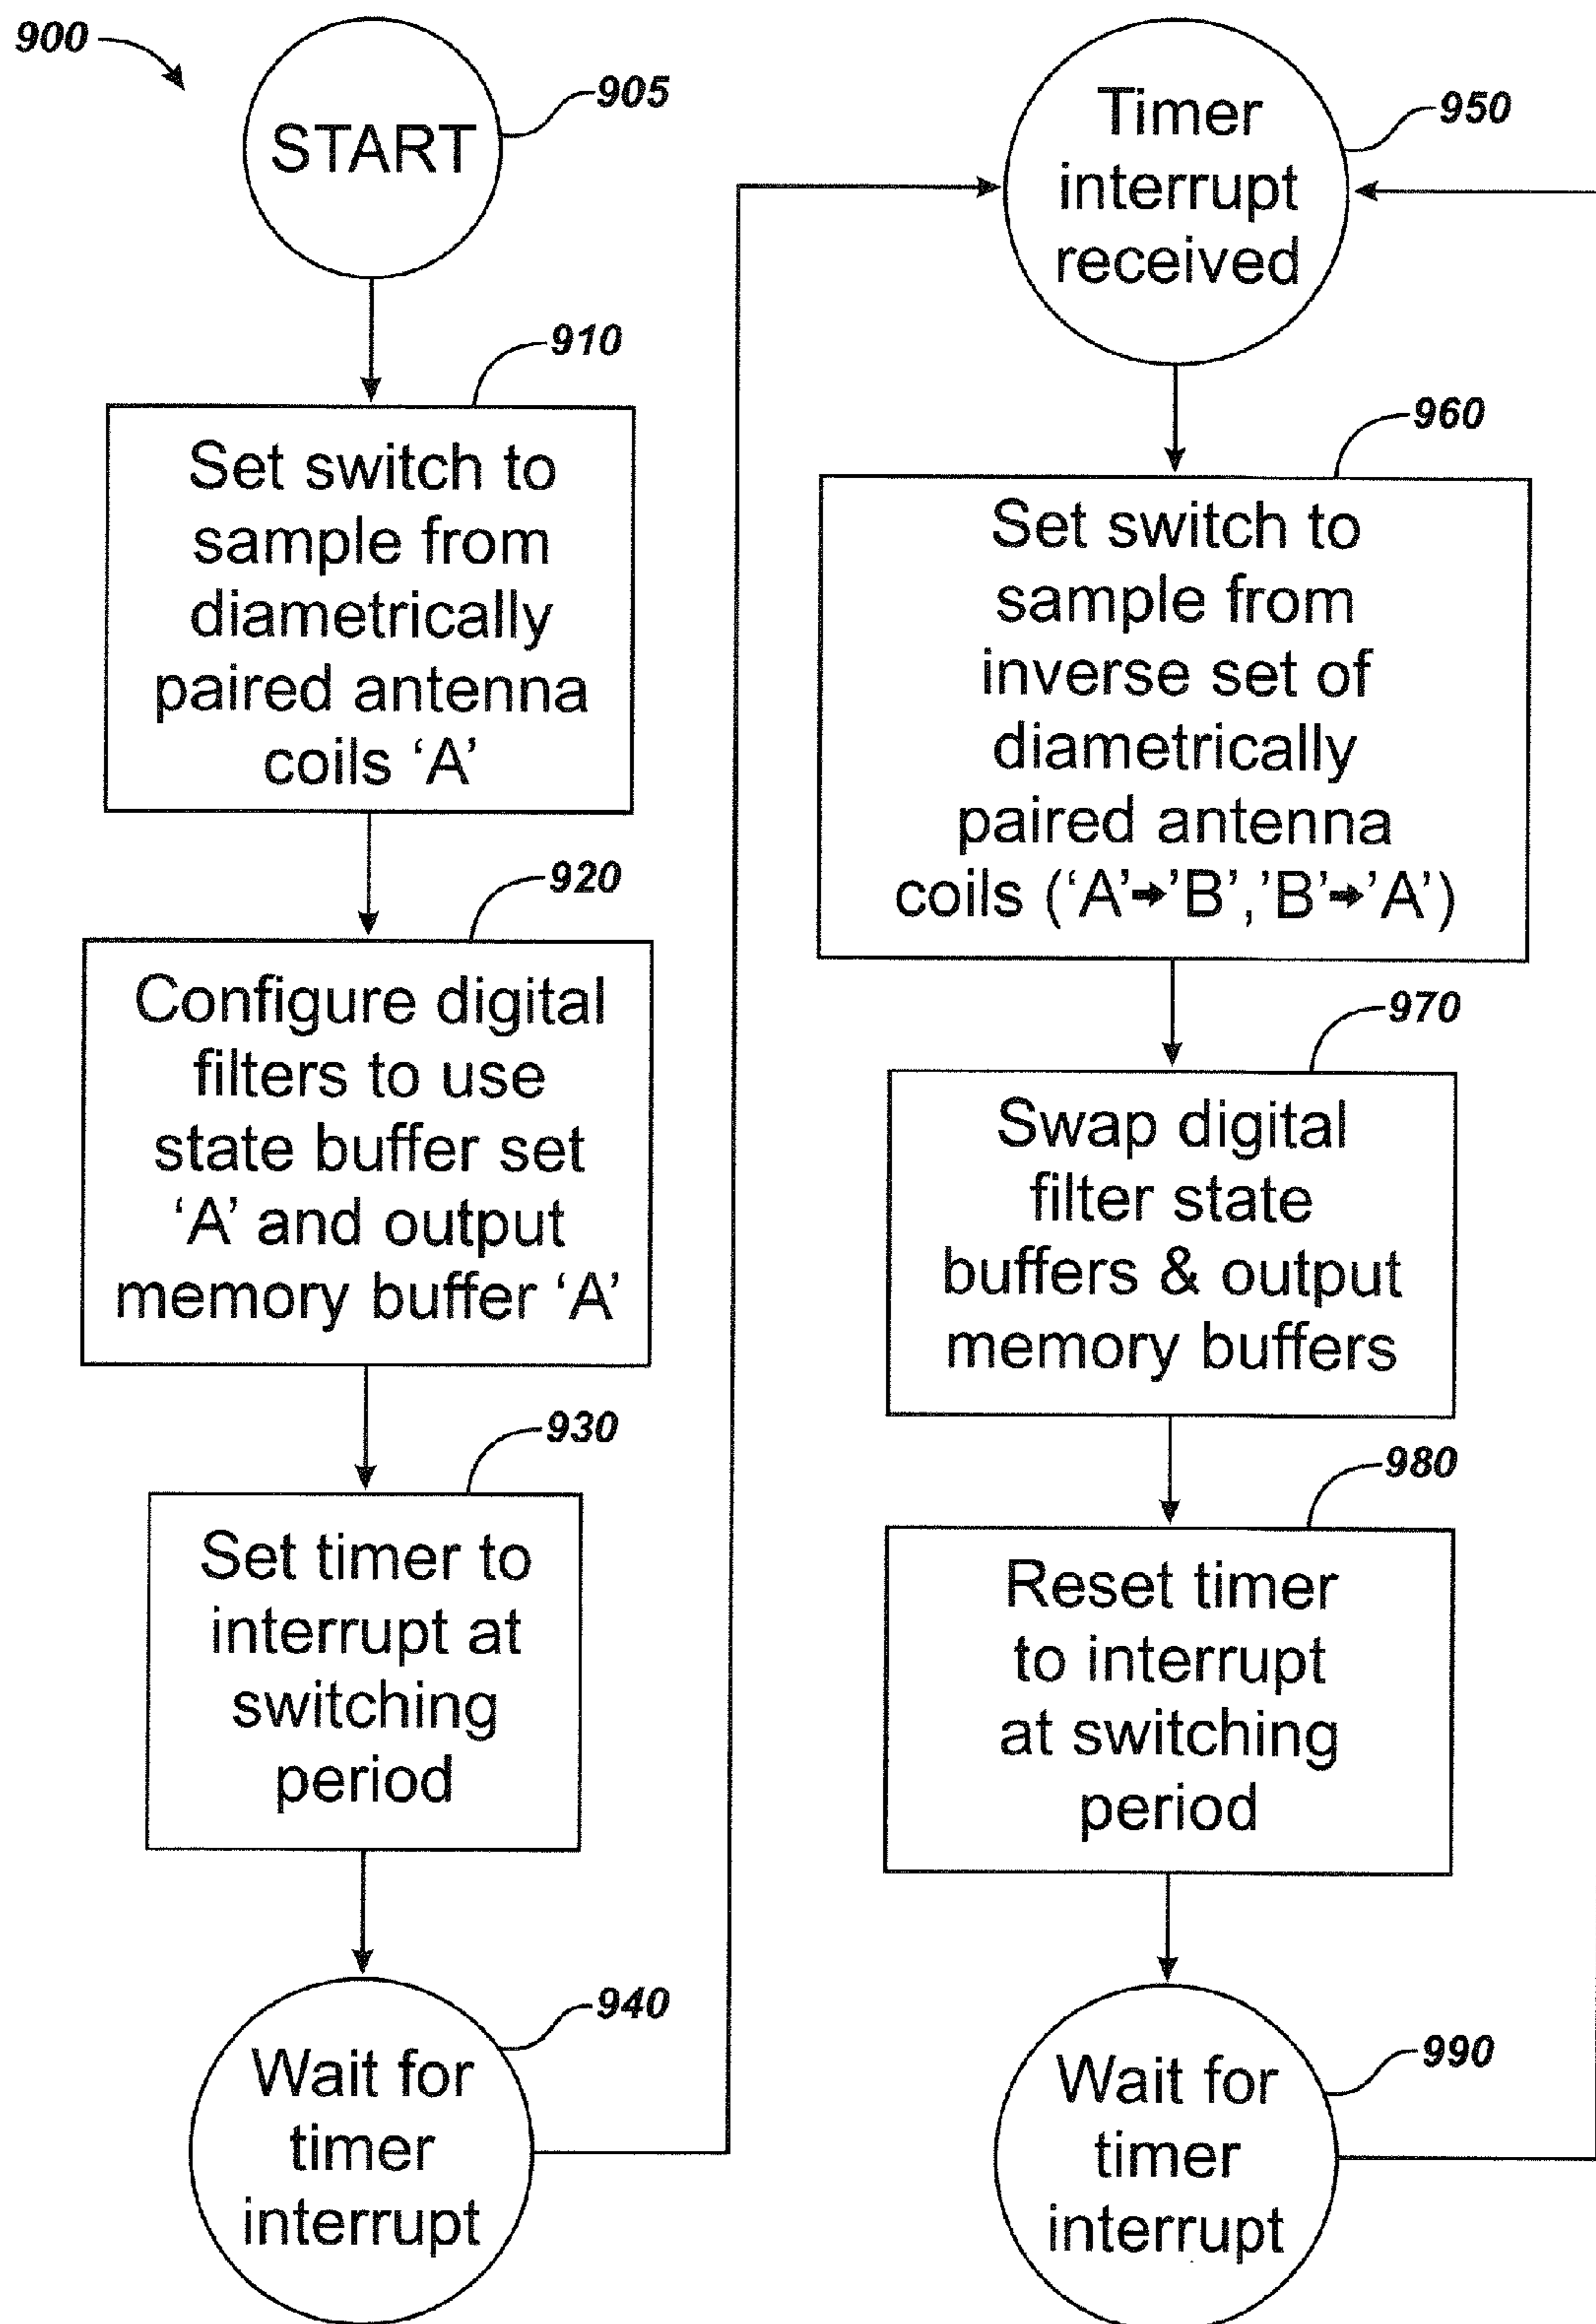 900
START
905
910
Set switch to
sample from
diametrically
paired antenna
coils ‘A’
920
Configure digital
filters to use
state buffer set
‘A’ and output
memory buffer ‘A’
930
Set timer to
interrupt at
switching
period
940
Wait for
timer
interrupt
950
Timer
interrupt
received
960
Set switch to
sample from
inverse set of
diametrically
paired antenna
coils (‘A’→’B’,’B’→’A’)
970
Swap digital
filter state
buffers & output
memory buffers
980
Reset timer
to interrupt
at switching
period
990
Wait for
timer
interrupt